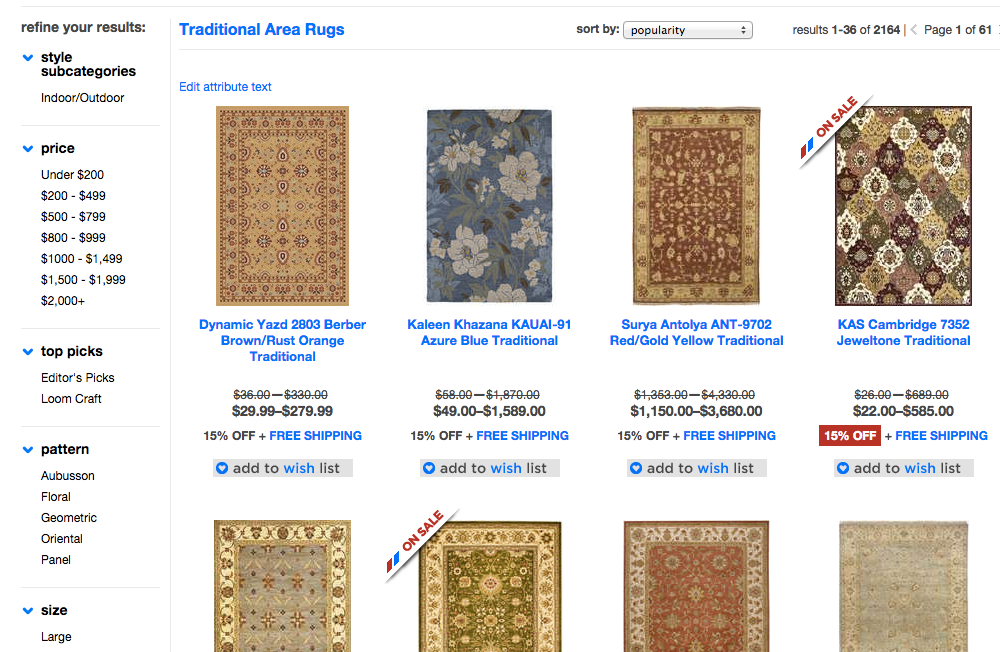 refine your results:
Traditional Area Rugs
sort by: popularity
results 1-36 of 2164 | < Page 1 of 61
style
subcategories
Indoor/Outdoor
price
Under $200
$200 - $499
$500 - $799
$800 - $999
$1000 - $1,499
$1,500 - $1,999
$2,000+
top picks
Editor's Picks
Loom Craft
pattern
Aubusson
Floral
Geometric
Oriental
Panel
size
Large
Edit attribute text
ON SALE
Dynamic Yazd 2803 Berber
Brown/Rust Orange
Traditional
$36.00—$330.00
$29.99–$279.99
15% OFF + FREE SHIPPING
add to wish list
Kaleen Khazana KAUAI-91
Azure Blue Traditional
$58.00—$1,870.00
$49.00–$1,589.00
15% OFF + FREE SHIPPING
add to wish list
Surya Antolya ANT-9702
Red/Gold Yellow Traditional
$1,353.00—$4,330.00
$1,150.00–$3,680.00
15% OFF + FREE SHIPPING
add to wish list
KAS Cambridge 7352
Jeweltone Traditional
$26.00—$689.00
$22.00–$585.00
15% OFF + FREE SHIPPING
add to wish list
ON SALE